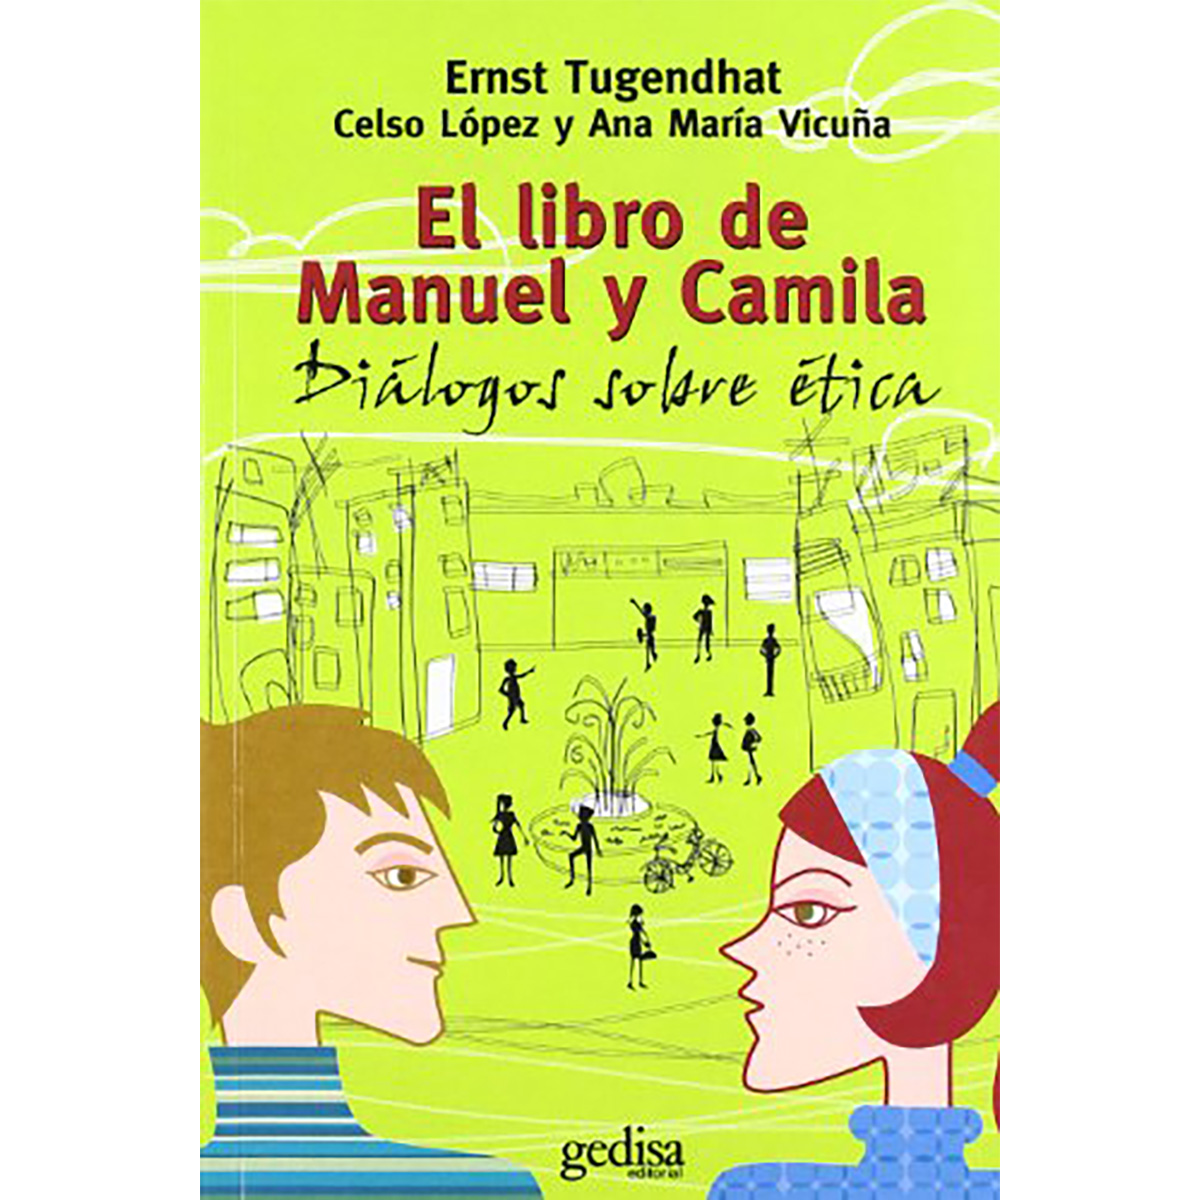 Ernst Tugendhat
Celso López y Ana María Vicuña
El libro de
Manuel y Camila
Diálogos sobre ética
gedisa
editorial